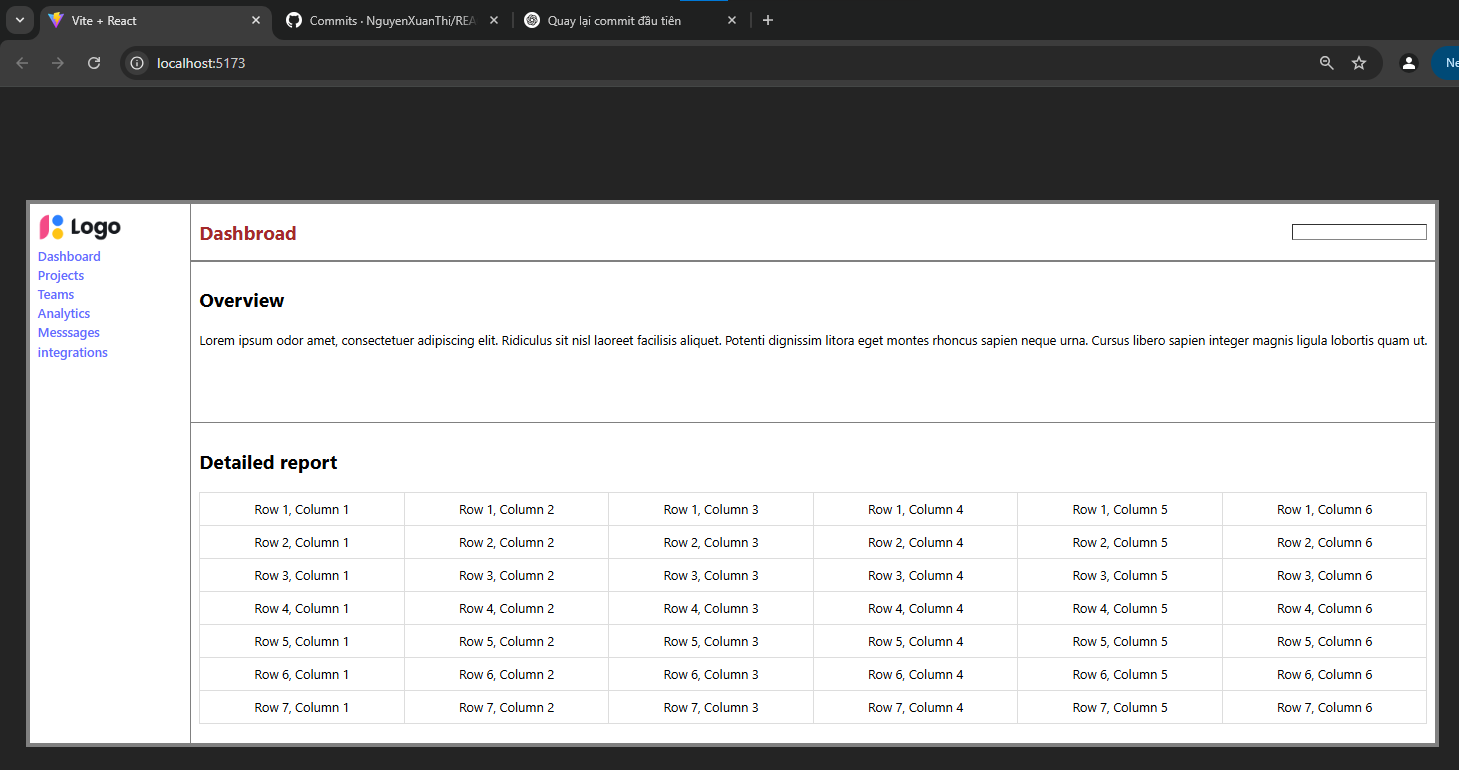 Vite + React
Commits · NguyenXuanThi/REA
Quay lại commit đầu tiên
localhost:5173
Ne
Logo
Dashboard
Projects
Teams
Analytics
Messsages
integrations
Dashbroad
Overview
Lorem ipsum odor amet, consectetuer adipiscing elit. Ridiculus sit nisl laoreet facilisis aliquet. Potenti dignissim litora eget montes rhoncus sapien neque urna. Cursus libero sapien integer magnis ligula lobortis quam ut.
Detailed report
Row 1, Column 1 Row 1, Column 2 Row 1, Column 3 Row 1, Column 4 Row 1, Column 5 Row 1, Column 6
Row 2, Column 1 Row 2, Column 2 Row 2, Column 3 Row 2, Column 4 Row 2, Column 5 Row 2, Column 6
Row 3, Column 1 Row 3, Column 2 Row 3, Column 3 Row 3, Column 4 Row 3, Column 5 Row 3, Column 6
Row 4, Column 1 Row 4, Column 2 Row 4, Column 3 Row 4, Column 4 Row 4, Column 5 Row 4, Column 6
Row 5, Column 1 Row 5, Column 2 Row 5, Column 3 Row 5, Column 4 Row 5, Column 5 Row 5, Column 6
Row 6, Column 1 Row 6, Column 2 Row 6, Column 3 Row 6, Column 4 Row 6, Column 5 Row 6, Column 6
Row 7, Column 1 Row 7, Column 2 Row 7, Column 3 Row 7, Column 4 Row 7, Column 5 Row 7, Column 6